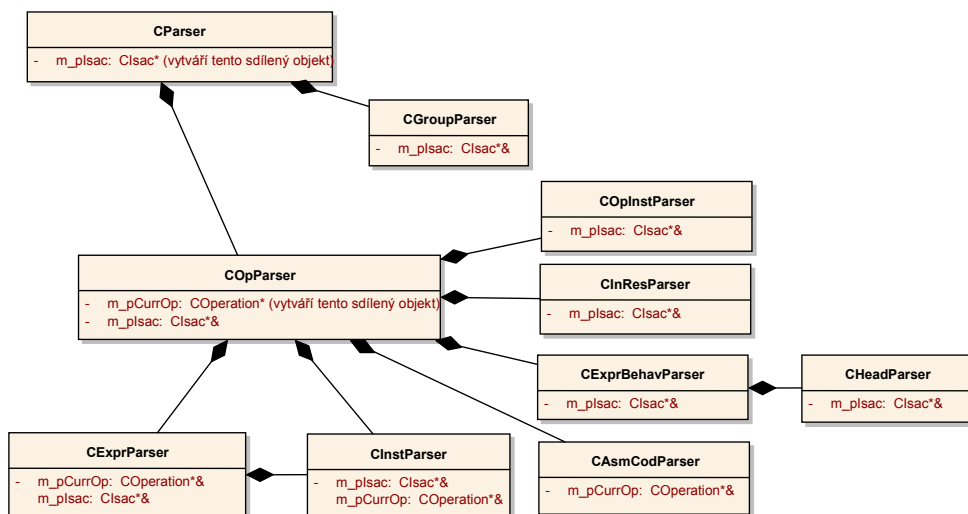 CParser
- m_pIsac: CIsac* (vytváří tento sdílený objekt)
CGroupParser
- m_pIsac: CIsac*&
COpInstParser
- m_pIsac: CIsac*&
COpParser
- m_pCurrOp: COperation* (vytváří tento sdílený objekt)
- m_pIsac: CIsac*&
CInResParser
- m_pIsac: CIsac*&
CExprBehavParser
- m_pIsac: CIsac*&
CHeadParser
- m_pIsac: CIsac*&
CExprParser
- m_pCurrOp: COperation*&
m_pIsac: CIsac*&
CInstParser
- m_pIsac: CIsac*&
m_pCurrOp: COperation*&
CAsmCodParser
- m_pCurrOp: COperation*&